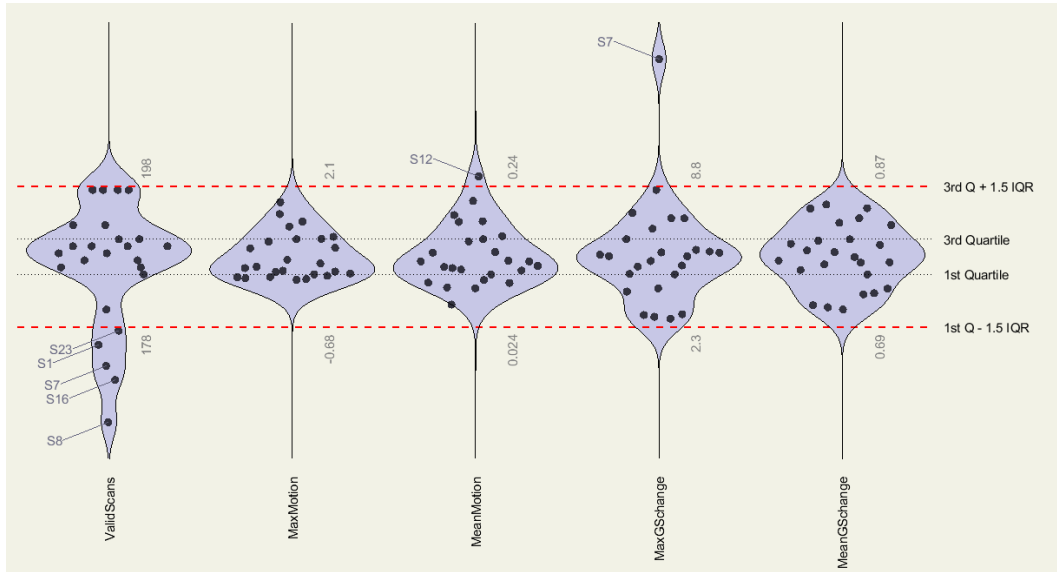 S7
S12
198
2.1
0.24
8.8
0.87
3rd Q + 1.5 IQR
3rd Quartile
1st Quartile
1st Q - 1.5 IQR
S23
S1
S7
S16
S8
178
-0.68
0.024
2.3
0.69
ValidScans
MaxMotion
MeanMotion
MaxGSchange
MeanGSchange